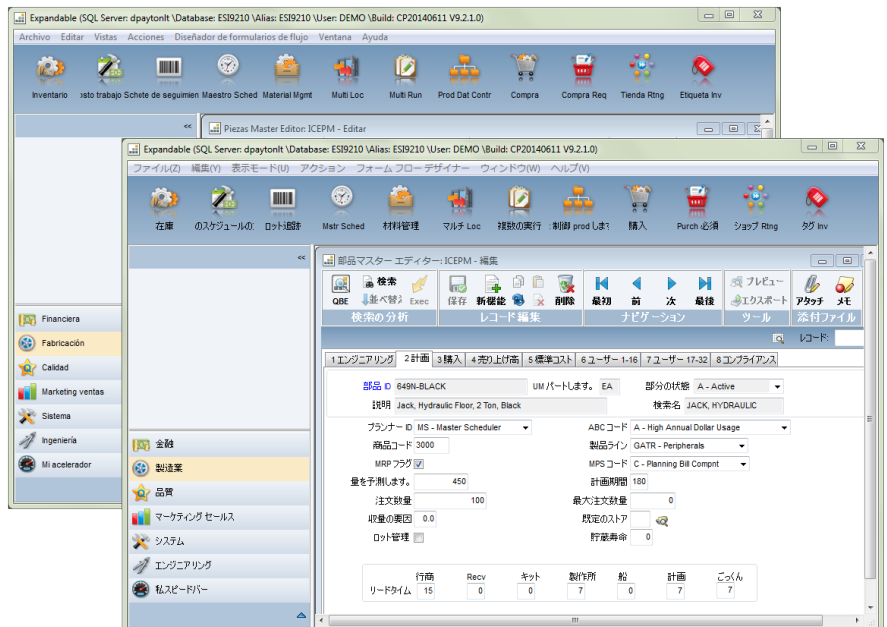 Expandable (SQL Server: dpaytonlt \Database: ESI9210 \Alias: ESI9210 \User: DEMO \Build: CP20140611 V9.2.1.0)
Archivo Editar Vistas Acciones Diseñador de formularios de flujo Ventana Ayuda
Inventario osto trabajo Schete de seguimien Maestro Sched Material Mgmt Multi Loc Multi Run Prod Dat Contr Compra Compra Req Tienda Rtng Etiqueta Inv
Piezas Master Editor: ICEPM - Editar
Financiera
Fabricación
Calidad
Marketing ventas
Sistema
Ingeniería
Mi acelerador
Expandable (SQL Server: dpaytonlt \Database: ESI9210 \Alias: ESI9210 \User: DEMO \Build: CP20140611 V9.2.1.0)
ファイル(Z) 編集(Y) 表示モード(U) アクション フォーム フロー デザイナー ウィンドウ(W) ヘルプ(V)
在庫 のスケジュールの: ロット追跡 Mstr Sched 材料管理 マルチ Loc 複数の実行 :制御 prod します 購入 Purch 必須 ショップ Rtng タグ Inv
部品マスター エディター: ICEPM - 編集
QBE 検索 並べ替え Exec 保存 新機能 削除 最初 前 次 最後 プレビュー エクスポート アタッチ メモ
検索の分析 レコード編集 ナビゲーション ツール 添付ファイル
レコード:
1 エンジニアリング 2 計画 3 購入 4 売り上げ高 5 標準コスト 6 ユーザー 1-16 7 ユーザー 17-32 8 コンプライアンス
部品 ID 649N-BLACK UM パートします。 EA 部分の状態 A - Active
説明 Jack, Hydraulic Floor, 2 Ton, Black 検索名 JACK, HYDRAULIC
プランナー ID MS - Master Scheduler ABC コード A - High Annual Dollar Usage
商品コード 3000 製品ライン GATR - Peripherals
MRP フラグ MPS コード C - Planning Bill Compnt
量を予測します。 450 計画期間 180
注文数量 100 最大注文数量 0
収量の要因 0.0 既定のストア
ロット管理 貯蔵寿命 0
行商 Recv キット 製作所 船 計画 ごっくん
リードタイム 15 0 0 7 0 7 7
金融
製造業
品質
マーケティング セールス
システム
エンジニアリング
私スピードバー